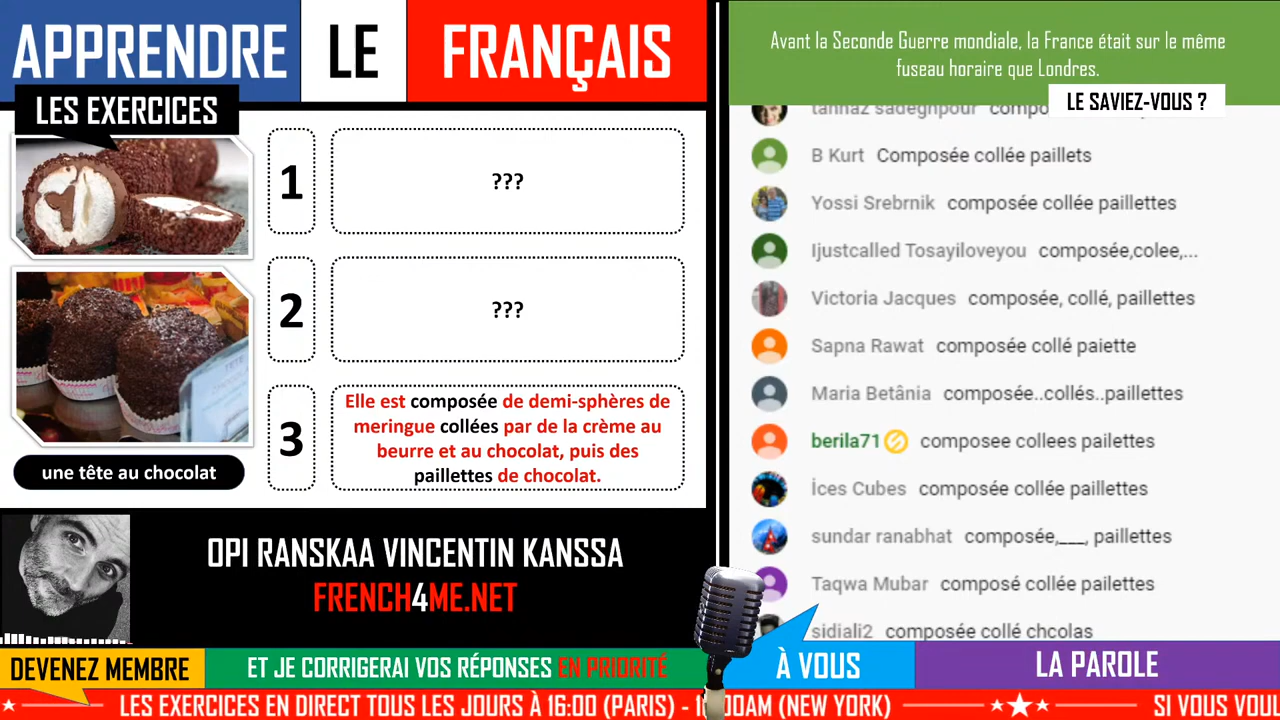 APPRENDRE LE FRANÇAIS
LES EXERCICES
1
???
2
???
3
Elle est composée de demi-sphères de
meringue collées par de la crème au
beurre et au chocolat, puis des
paillettes de chocolat.
une tête au chocolat
OPI RANSKAA VINCENTIN KANSSA
FRENCH4ME.NET
DEVENEZ MEMBRE
ET JE CORRIGERAI VOS RÉPONSES EN PRIORITÉ
LES EXERCICES EN DIRECT TOUS LES JOURS À 16:00 (PARIS) - (NEW YORK)
SI VOUS
Avant la Seconde Guerre mondiale, la France était sur le même
fuseau horaire que Londres.
LE SAVIEZ-VOUS ?
B Kurt Composée collée paillets
Yossi Srebrnik composée collée paillettes
Ijustcalled Tosayiloveyou composée,colee,...
Victoria Jacques composée, collé, paillettes
Sapna Rawat composée collé paiette
Maria Betânia composée..collés..paillettes
berila71 composee collees perilettes
İces Cubes composée collée paillettes
sundar ranabhat composée,___, paillettes
Taqwa Mubar composé collée pailettes
sidiali2 composée collé chcolas
À VOUS
LA PAROLE